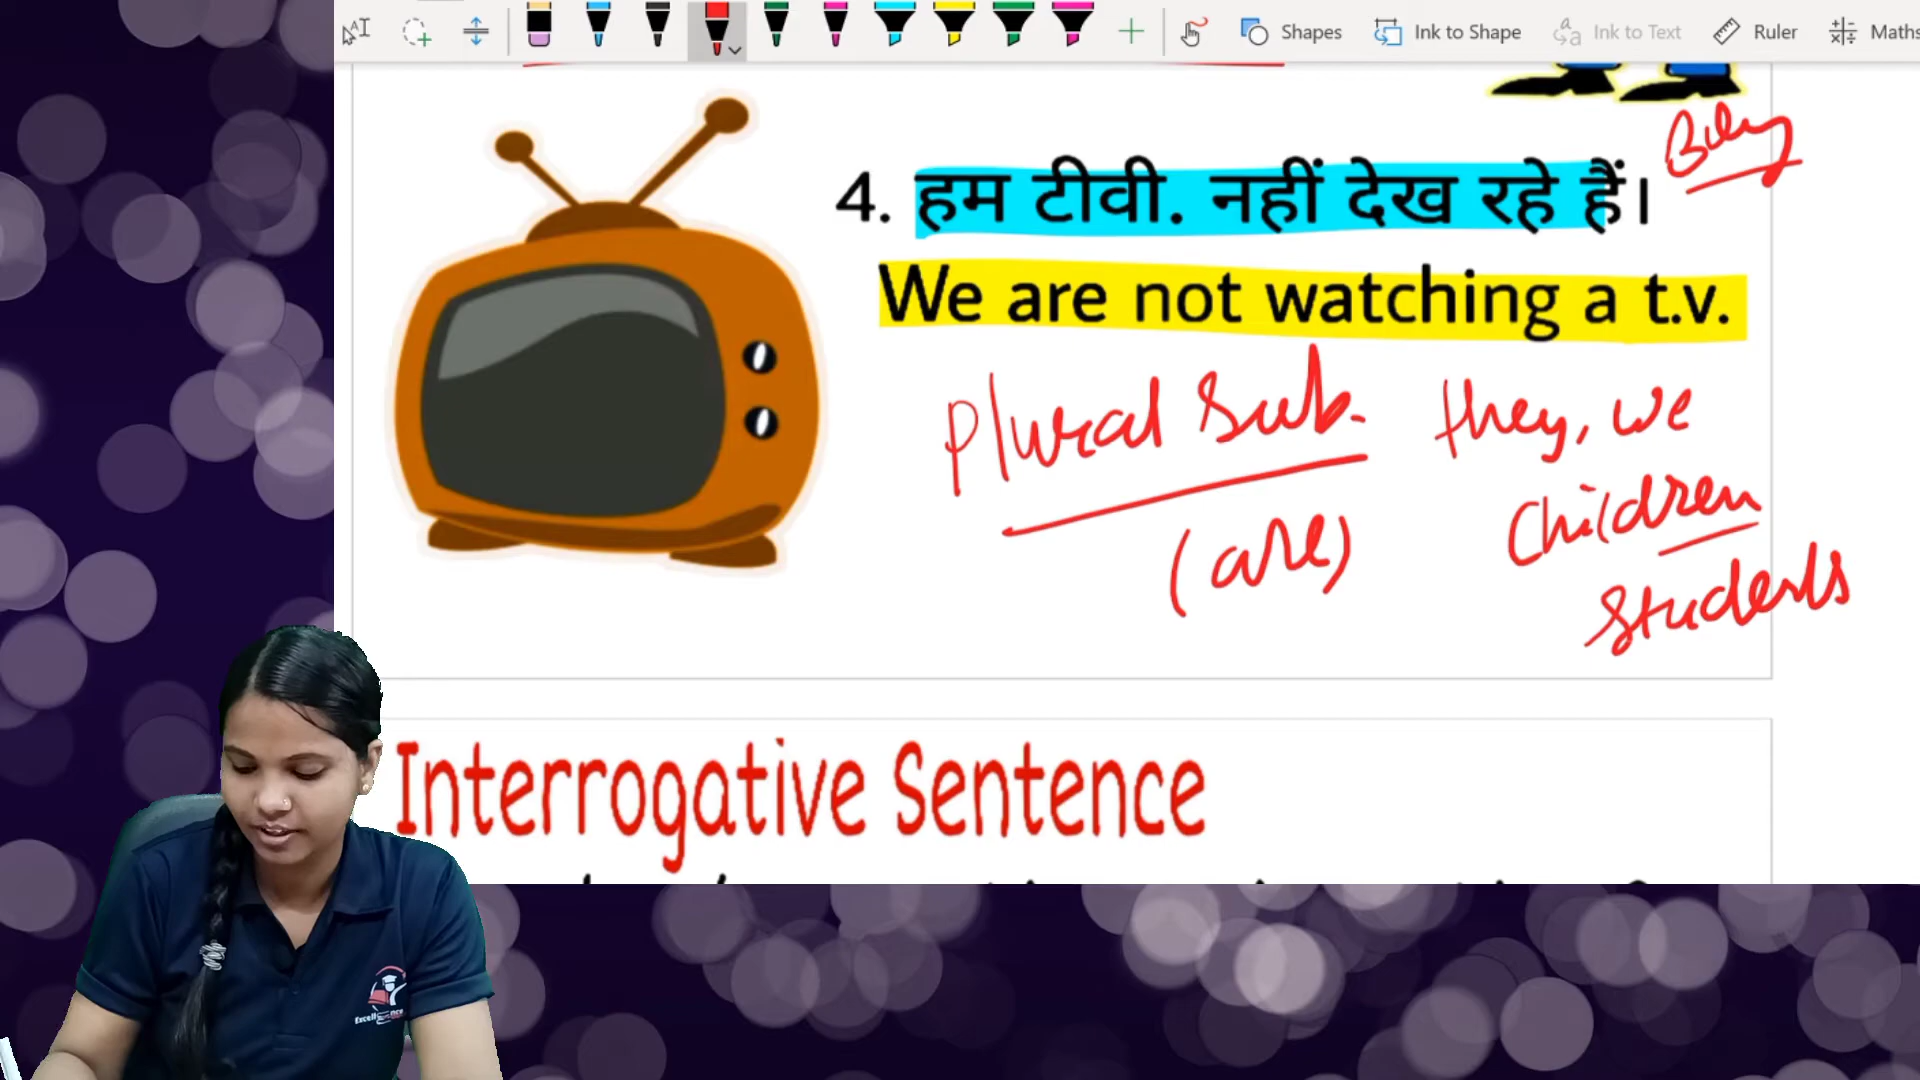 Shapes
Ink to Shape
Ink to Text
Ruler
Maths
4. हम टीवी. नहीं देख रहे हैं।
We are not watching a t.v.
Plural Sub. they, we
(are) children
students
Interrogative Sentence